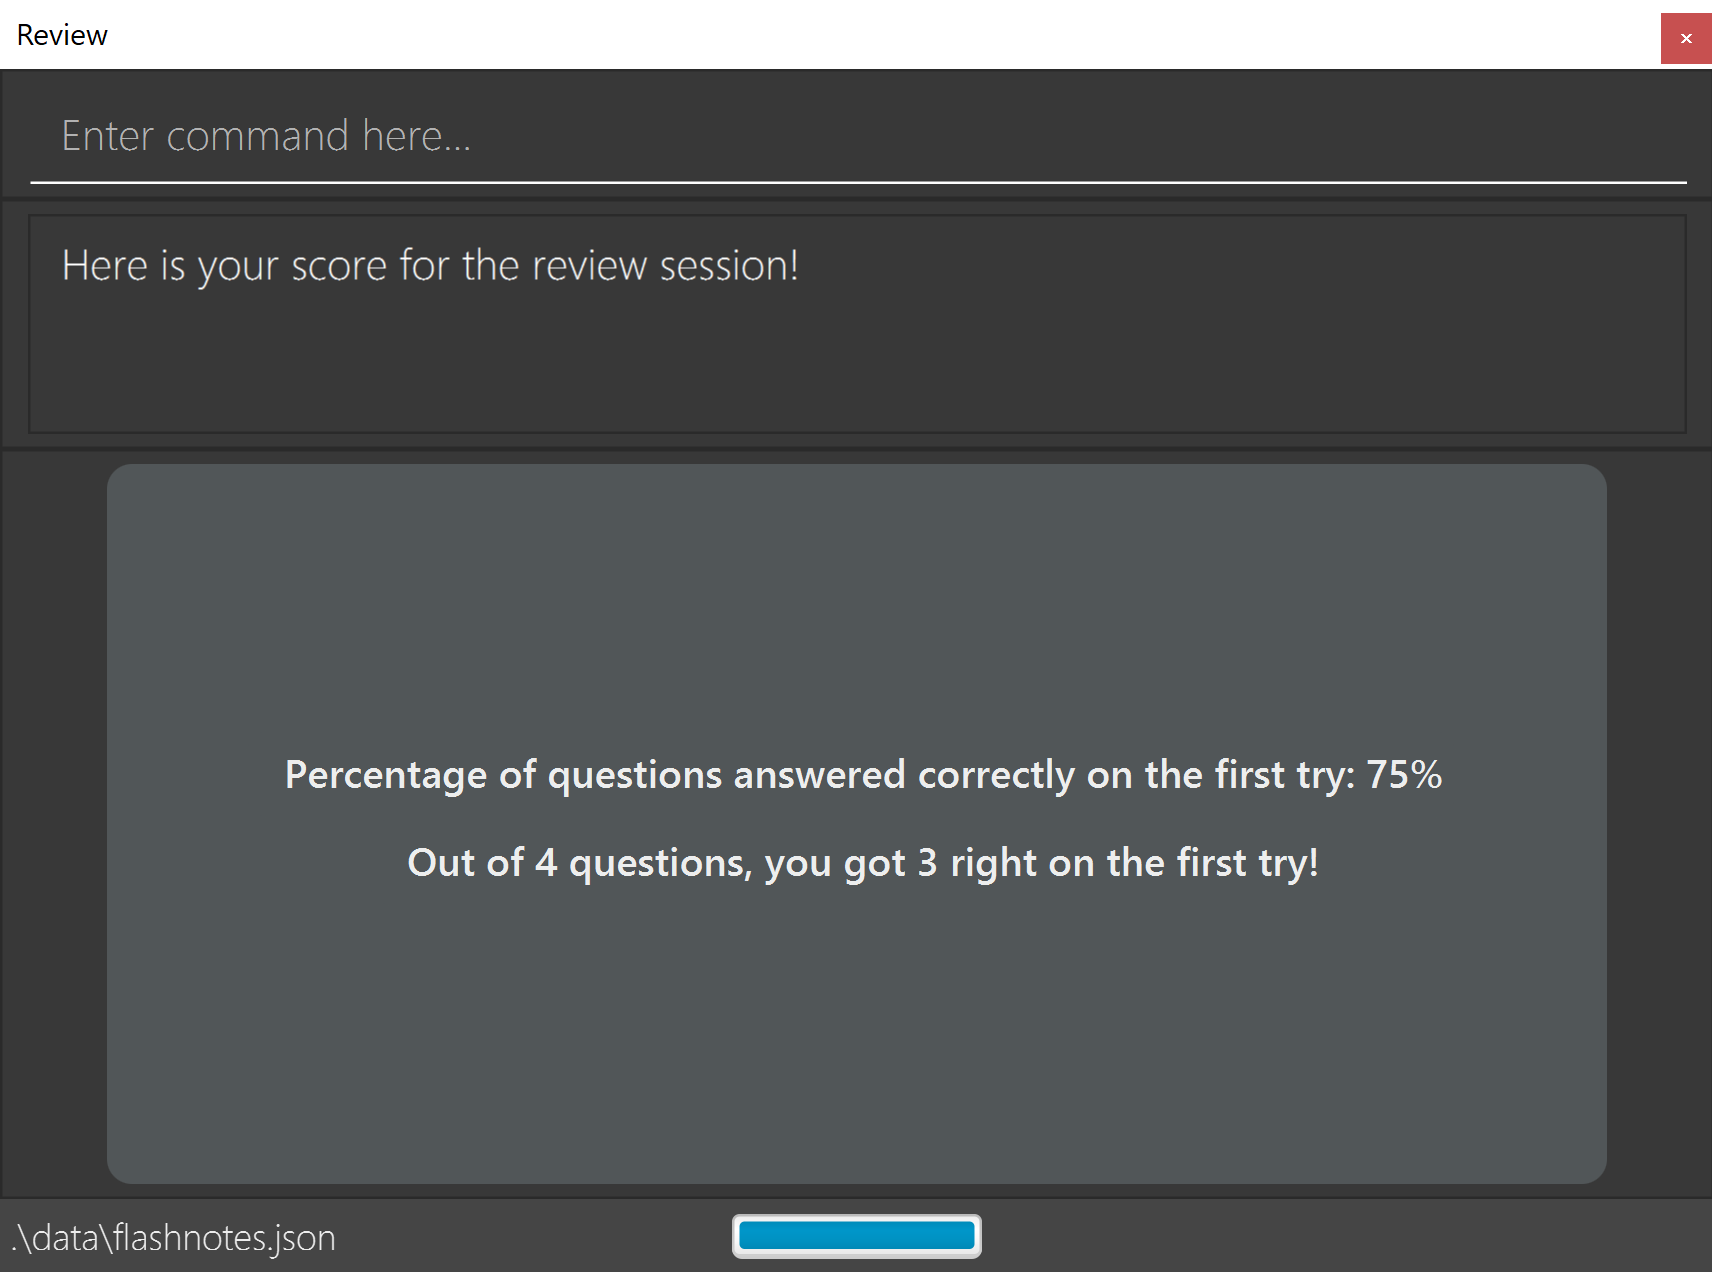 Review
Enter command here...
Here is your score for the review session!
Percentage of questions answered correctly on the first try: 75%
Out of 4 questions, you got 3 right on the first try!
.\data\flashnotes.json